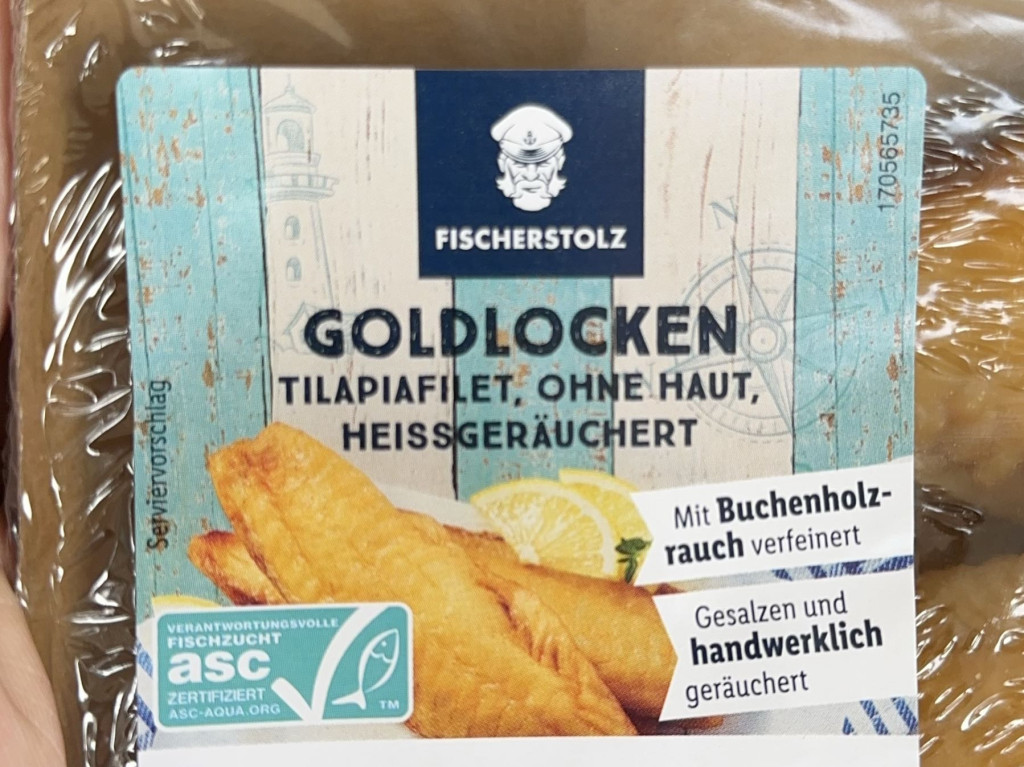 FISCHERSTOLZ
170565735
N
GOLDLOCKEN
TILAPIAFILET, OHNE HAUT,
HEISSGERÄUCHERT
Serviervorschlag
Mit Buchenholz-
rauch verfeinert
Gesalzen und
handwerklich
geräuchert
VERANTWORTUNGSVOLLE
FISCHZUCHT
asc
ZERTIFIZIERT
ASC-AQUA.ORG
TM